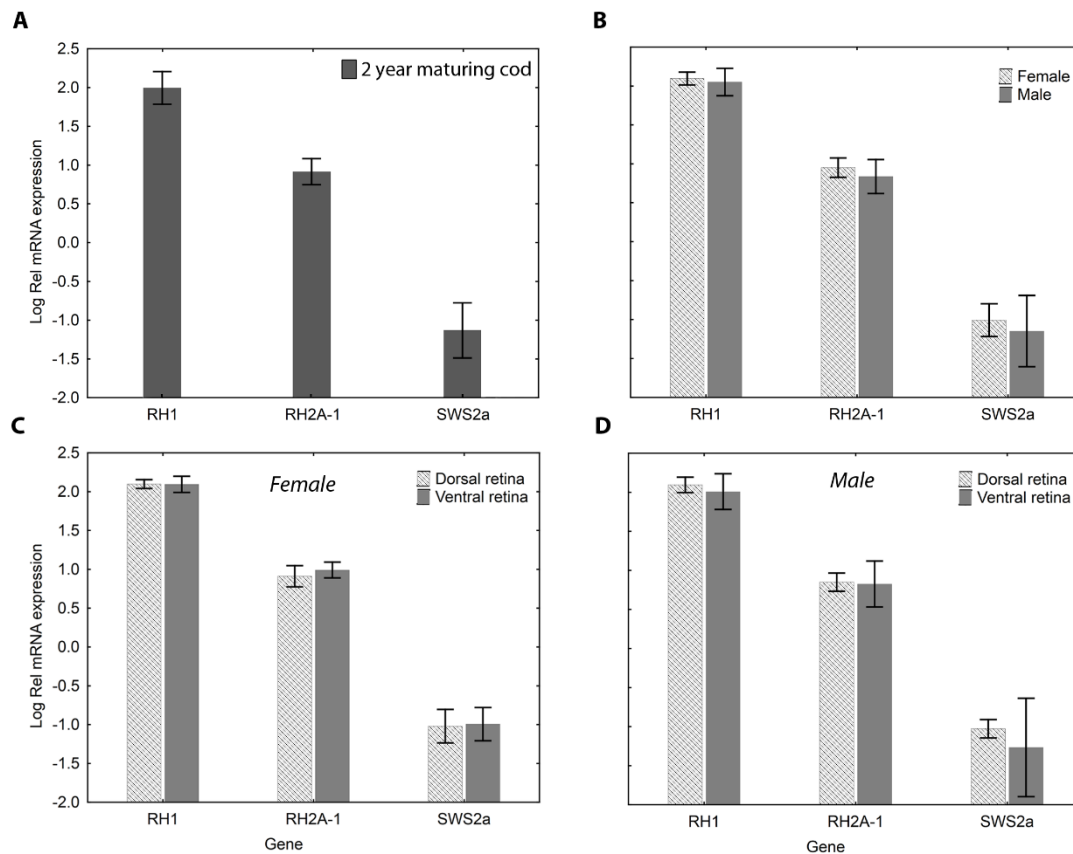 A
2.5
2.0
1.5
1.0
0.5
0.0
-0.5
-1.0
-1.5
-2.0
Log Rel mRNA expression
2 year maturing cod
RH1 RH2A-1 SWS2a
B
Female
Male
RH1 RH2A-1 SWS2a
C
2.5
2.0
1.5
1.0
0.5
0.0
-0.5
-1.0
-1.5
-2.0
Log Rel mRNA expression
Female
Dorsal retina
Ventral retina
RH1 RH2A-1 SWS2a
Gene
D
Male
Dorsal retina
Ventral retina
RH1 RH2A-1 SWS2a
Gene